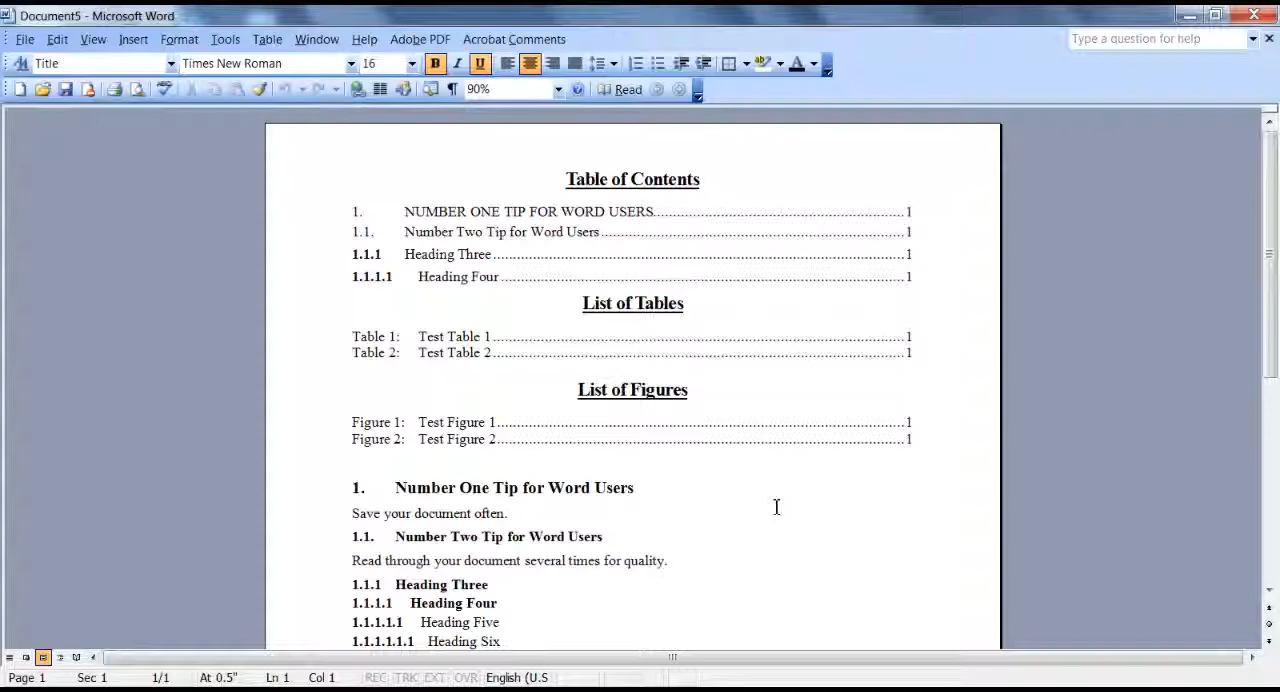 Document5 - Microsoft Word
File Edit View Insert Format Tools Table Window Help Adobe PDF Acrobat Comments Type a question for help
Title Times New Roman 16 B I U
90% Read
Table of Contents
1. NUMBER ONE TIP FOR WORD USERS 1
1.1. Number Two Tip for Word Users 1
1.1.1 Heading Three 1
1.1.1.1 Heading Four 1
List of Tables
Table 1: Test Table 1 1
Table 2: Test Table 2 1
List of Figures
Figure 1: Test Figure 1 1
Figure 2: Test Figure 2 1
1. Number One Tip for Word Users
Save your document often.
1.1. Number Two Tip for Word Users
Read through your document several times for quality.
1.1.1 Heading Three
1.1.1.1 Heading Four
1.1.1.1.1 Heading Five
1.1.1.1.1.1 Heading Six
Page 1 Sec 1 1/1 At 0.5" Ln 1 Col 1 REC TRK EXT OVR English (U.S